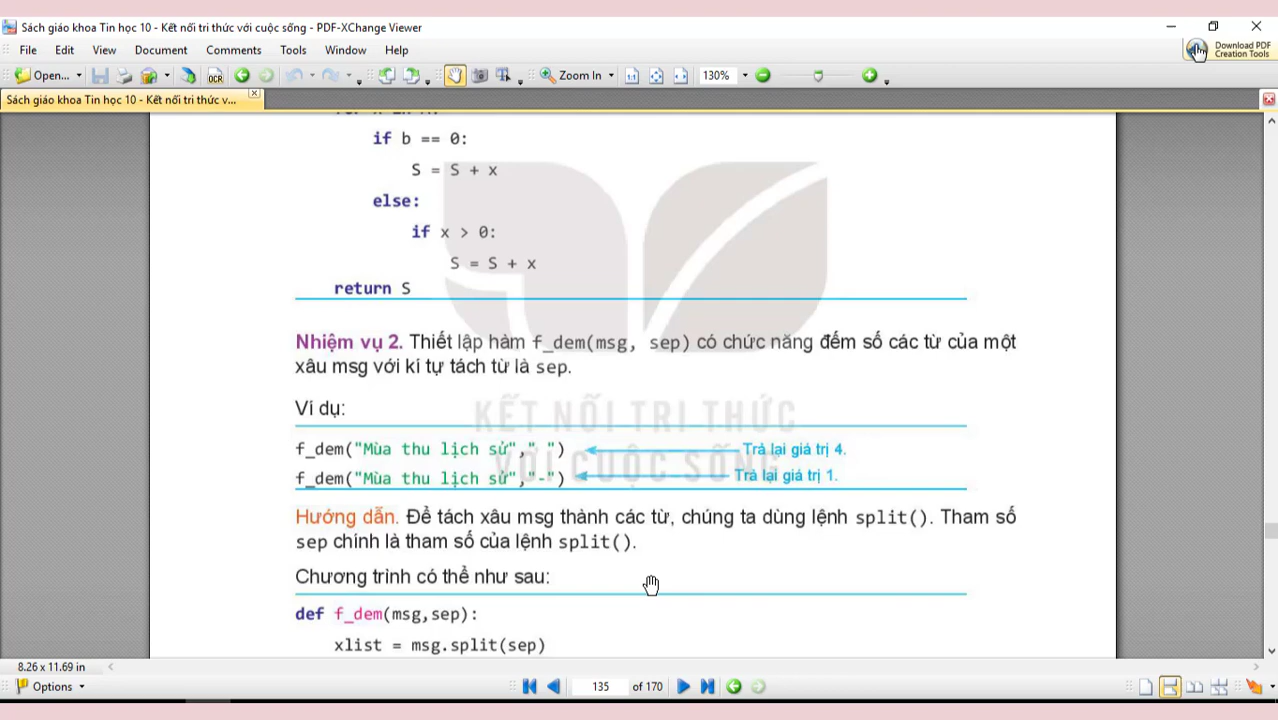 Sách giáo khoa Tin học 10 - Kết nối tri thức với cuộc sống - PDF-XChange Viewer
File Edit View Document Comments Tools Window Help
Download PDF
Creation Tools
Open... OCR Zoom In 130%
Sách giáo khoa Tin học 10 - Kết nối tri thức v...
if b == 0:
S = S + x
else:
if x > 0:
S = S + x
return S
Nhiệm vụ 2. Thiết lập hàm f_dem(msg, sep) có chức năng đếm số các từ của một
xâu msg với kí tự tách từ là sep.
KẾT NỐI TRI THỨC
Ví dụ:
f_dem("Mùa thu lịch sử"," ") Trả lại giá trị 4.
VỚI CUỘC SỐNG
f_dem("Mùa thu lịch sử","-") Trả lại giá trị 1.
Hướng dẫn. Để tách xâu msg thành các từ, chúng ta dùng lệnh split(). Tham số
sep chính là tham số của lệnh split().
Chương trình có thể như sau:
def f_dem(msg,sep):
xlist = msg.split(sep)
8.26 x 11.69 in
Options 135 of 170